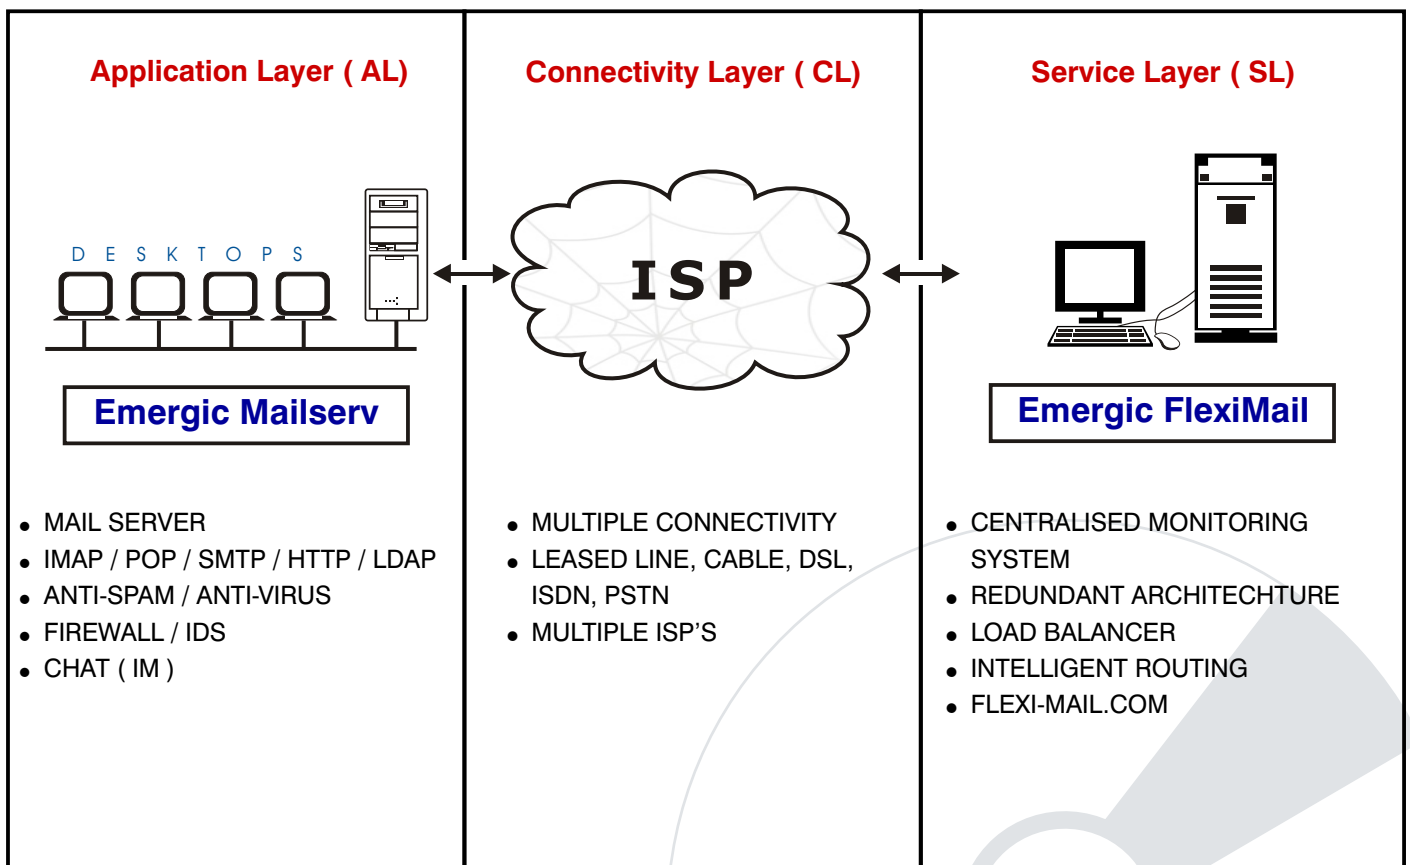 Application Layer ( AL)
DESKTOPS
Emergic Mailserv
● MAIL SERVER
● IMAP / POP / SMTP / HTTP / LDAP
● ANTI-SPAM / ANTI-VIRUS
● FIREWALL / IDS
● CHAT ( IM )
Connectivity Layer ( CL)
ISP
● MULTIPLE CONNECTIVITY
● LEASED LINE, CABLE, DSL,
ISDN, PSTN
● MULTIPLE ISP’S
Service Layer ( SL)
Emergic FlexiMail
● CENTRALISED MONITORING
SYSTEM
● REDUNDANT ARCHITECHTURE
● LOAD BALANCER
● INTELLIGENT ROUTING
● FLEXI-MAIL.COM